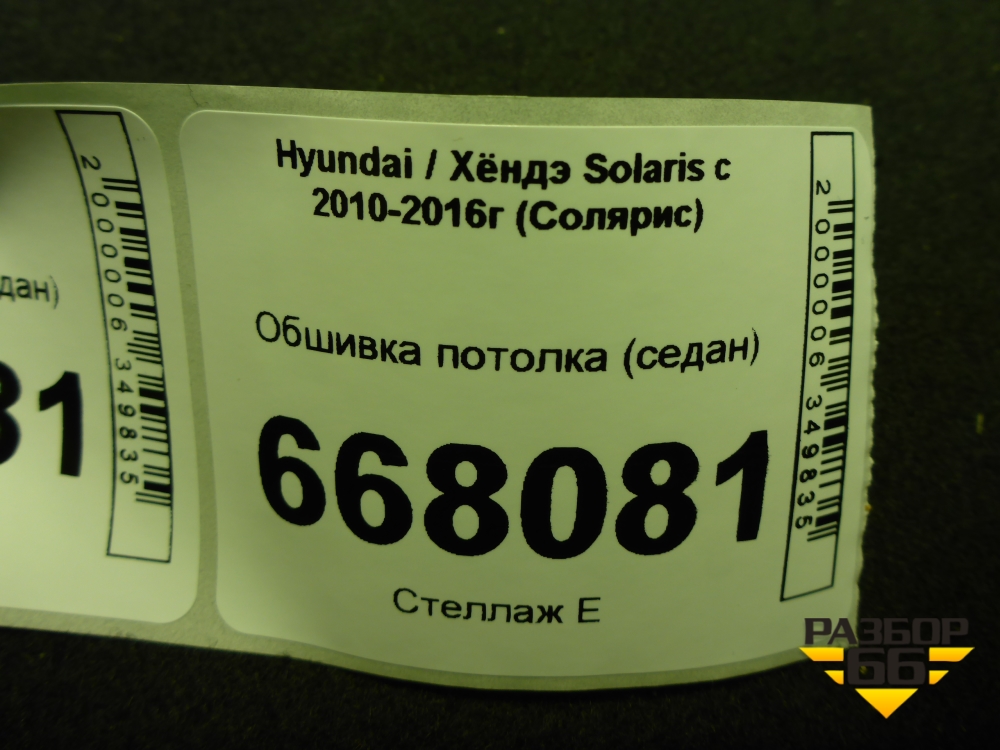 дан)
81
2000006349835
Hyundai / Хёндэ Solaris с
2010-2016г (Солярис)
Обшивка потолка (седан)
668081
Стеллаж Е
2000006349835
РАЗБОР
66